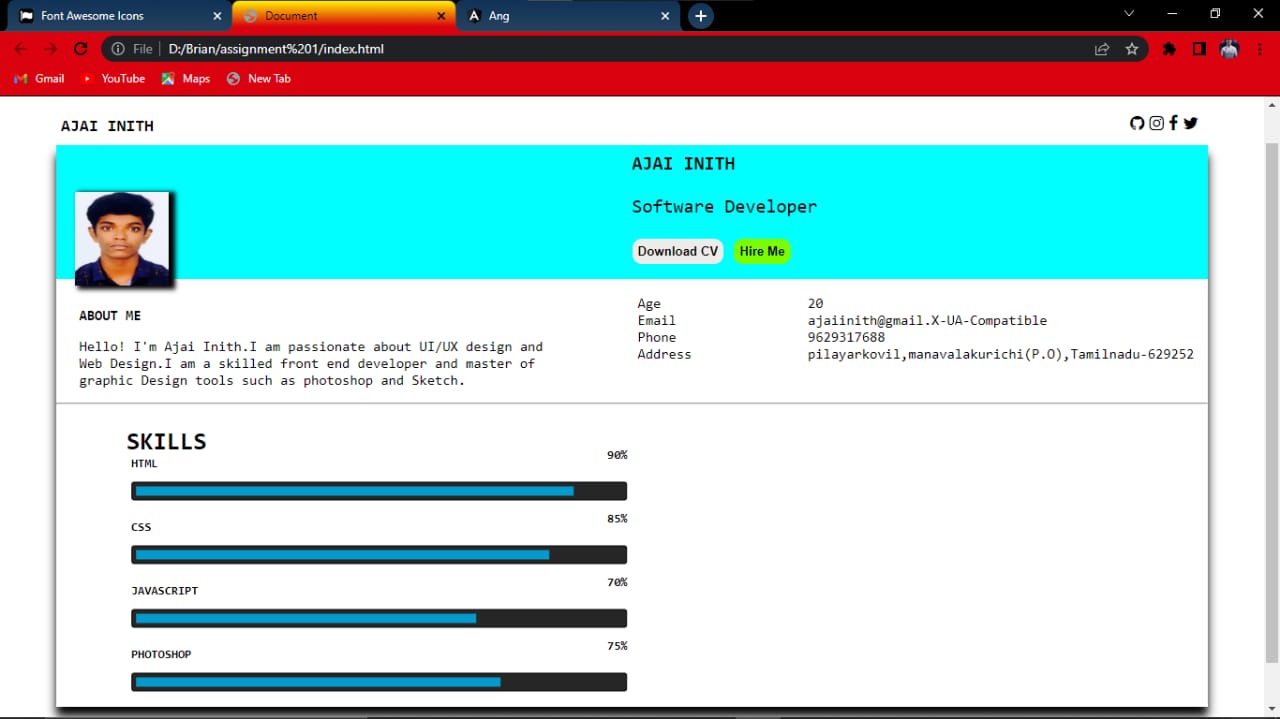 Font Awesome Icons
Document
Ang
File
D:/Brian/assignment%201/index.html
Gmail
YouTube
Maps
New Tab
AJAI INITH
AJAI INITH
Software Developer
Download CV
Hire Me
ABOUT ME
Hello! I'm Ajai Inith.I am passionate about UI/UX design and
Web Design.I am a skilled front end developer and master of
graphic Design tools such as photoshop and Sketch.
Age 20
Email ajaiinith@gmail.X-UA-Compatible
Phone 9629317688
Address pilayarkovil,manavalakurichi(P.O),Tamilnadu-629252
SKILLS
HTML 90%
CSS 85%
JAVASCRIPT 70%
PHOTOSHOP 75%